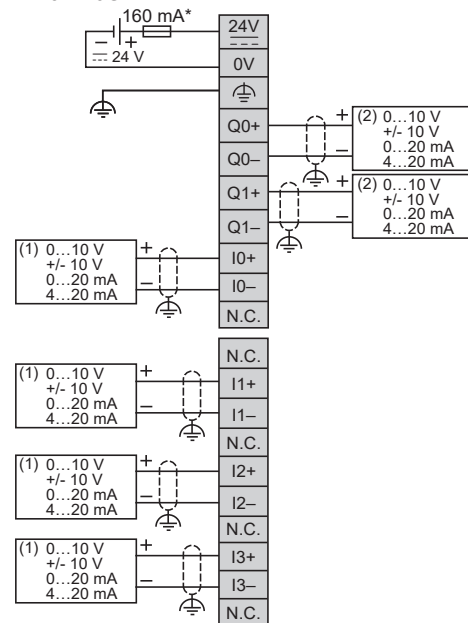 160 mA*
24V
− +
24 V
0V
Q0+
+ (2) 0...10 V
+/- 10 V
0...20 mA
4...20 mA
Q0–
−
Q1+
+ (2) 0...10 V
+/- 10 V
0...20 mA
4...20 mA
Q1–
−
(1) 0...10 V
+/- 10 V
0...20 mA
4...20 mA
+
I0+
−
I0–
N.C.
N.C.
(1) 0...10 V
+/- 10 V
0...20 mA
4...20 mA
+
I1+
−
I1–
N.C.
(1) 0...10 V
+/- 10 V
0...20 mA
4...20 mA
+
I2+
−
I2–
N.C.
(1) 0...10 V
+/- 10 V
0...20 mA
4...20 mA
+
I3+
−
I3–
N.C.